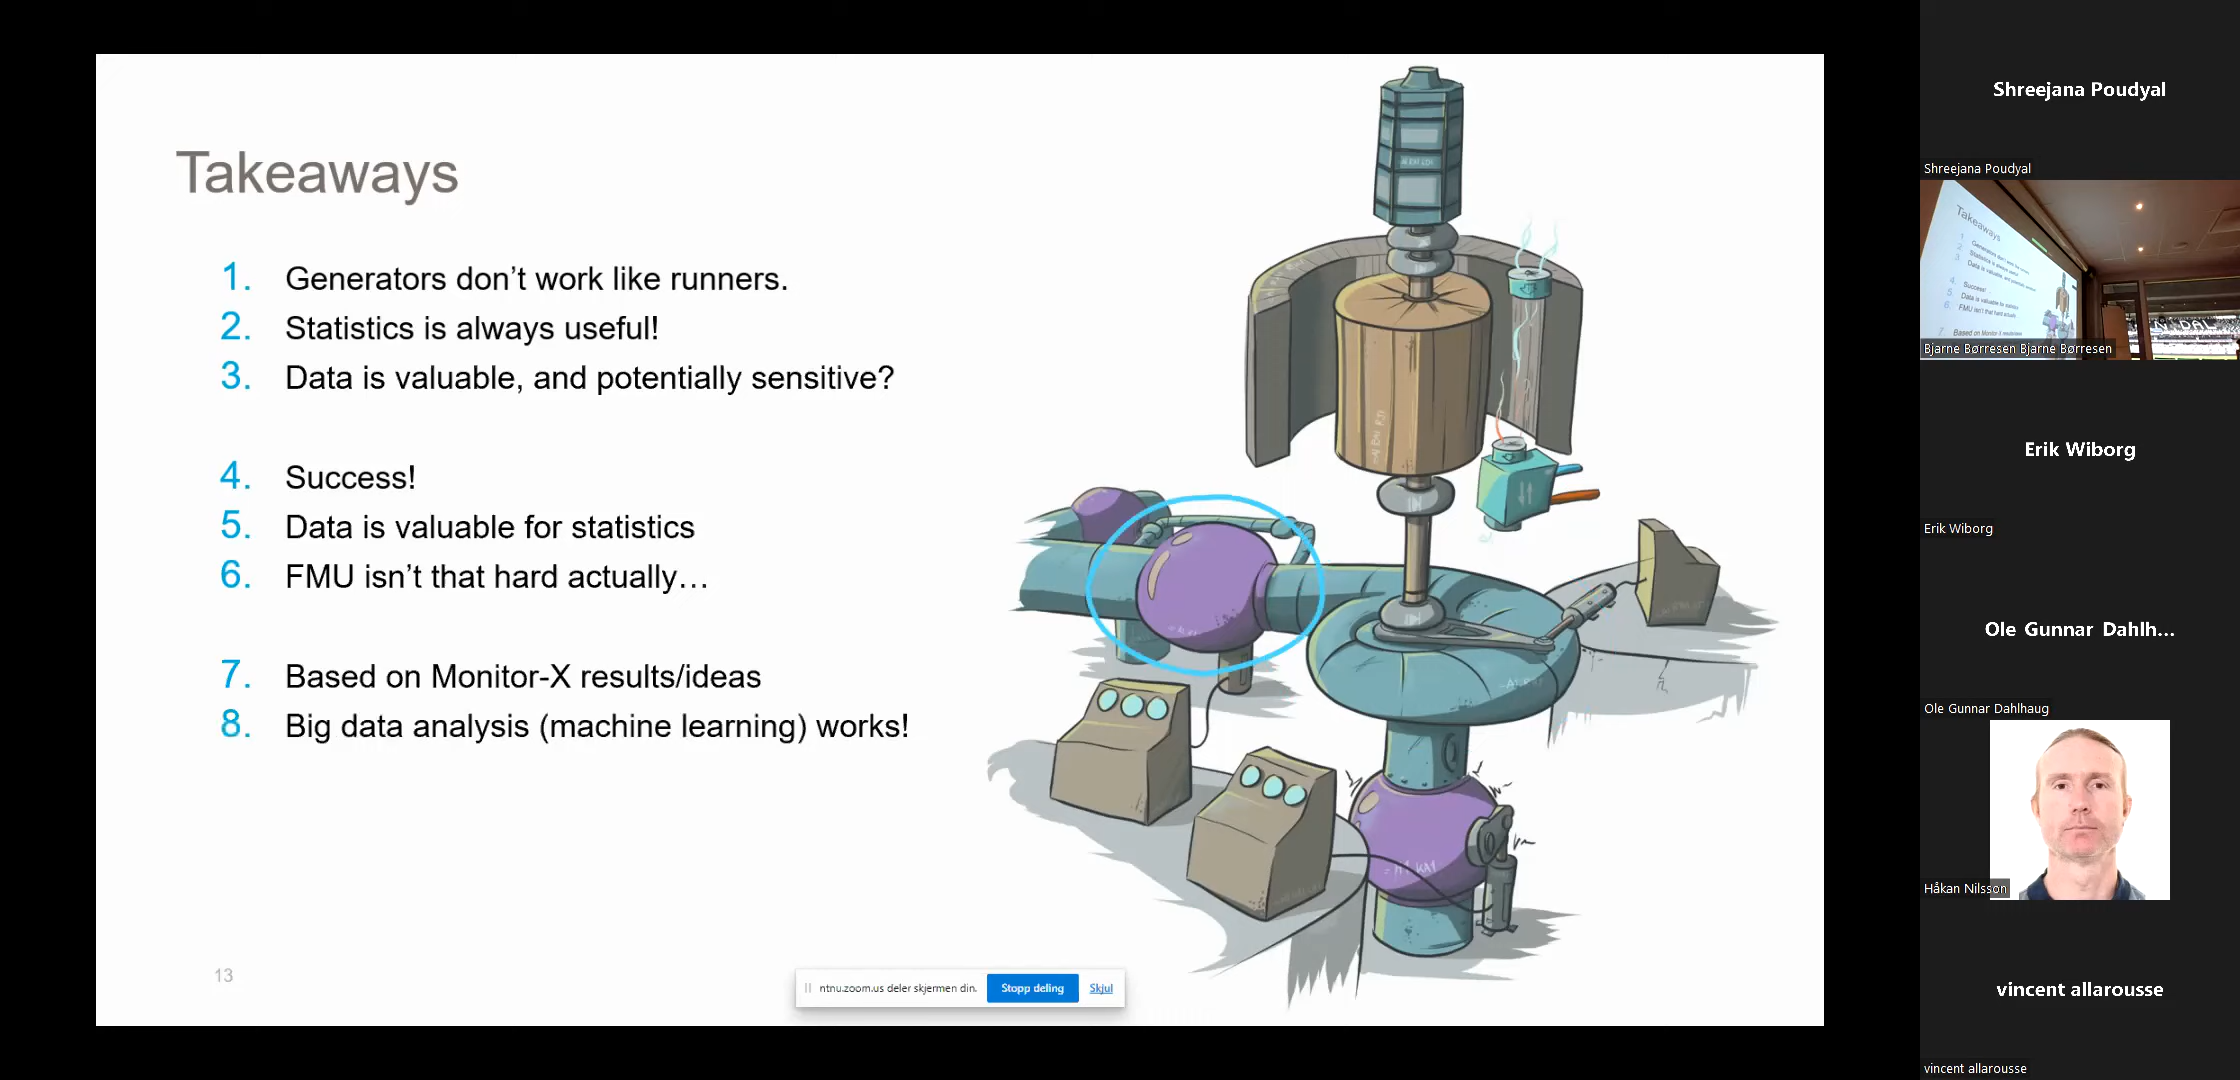 Takeaways
1. Generators don’t work like runners.
2. Statistics is always useful!
3. Data is valuable, and potentially sensitive?
4. Success!
5. Data is valuable for statistics
6. FMU isn’t that hard actually…
7. Based on Monitor-X results/ideas
8. Big data analysis (machine learning) works!
13
ntnu.zoom.us deler skjermen din.
Stopp deling
Skjul
Shreejana Poudyal
Shreejana Poudyal
Takeaways
Bjarne Børresen Bjarne Børresen
Erik Wiborg
Erik Wiborg
Ole Gunnar Dahlh...
Ole Gunnar Dahlhaug
Håkan Nilsson
vincent allarousse
vincent allarousse